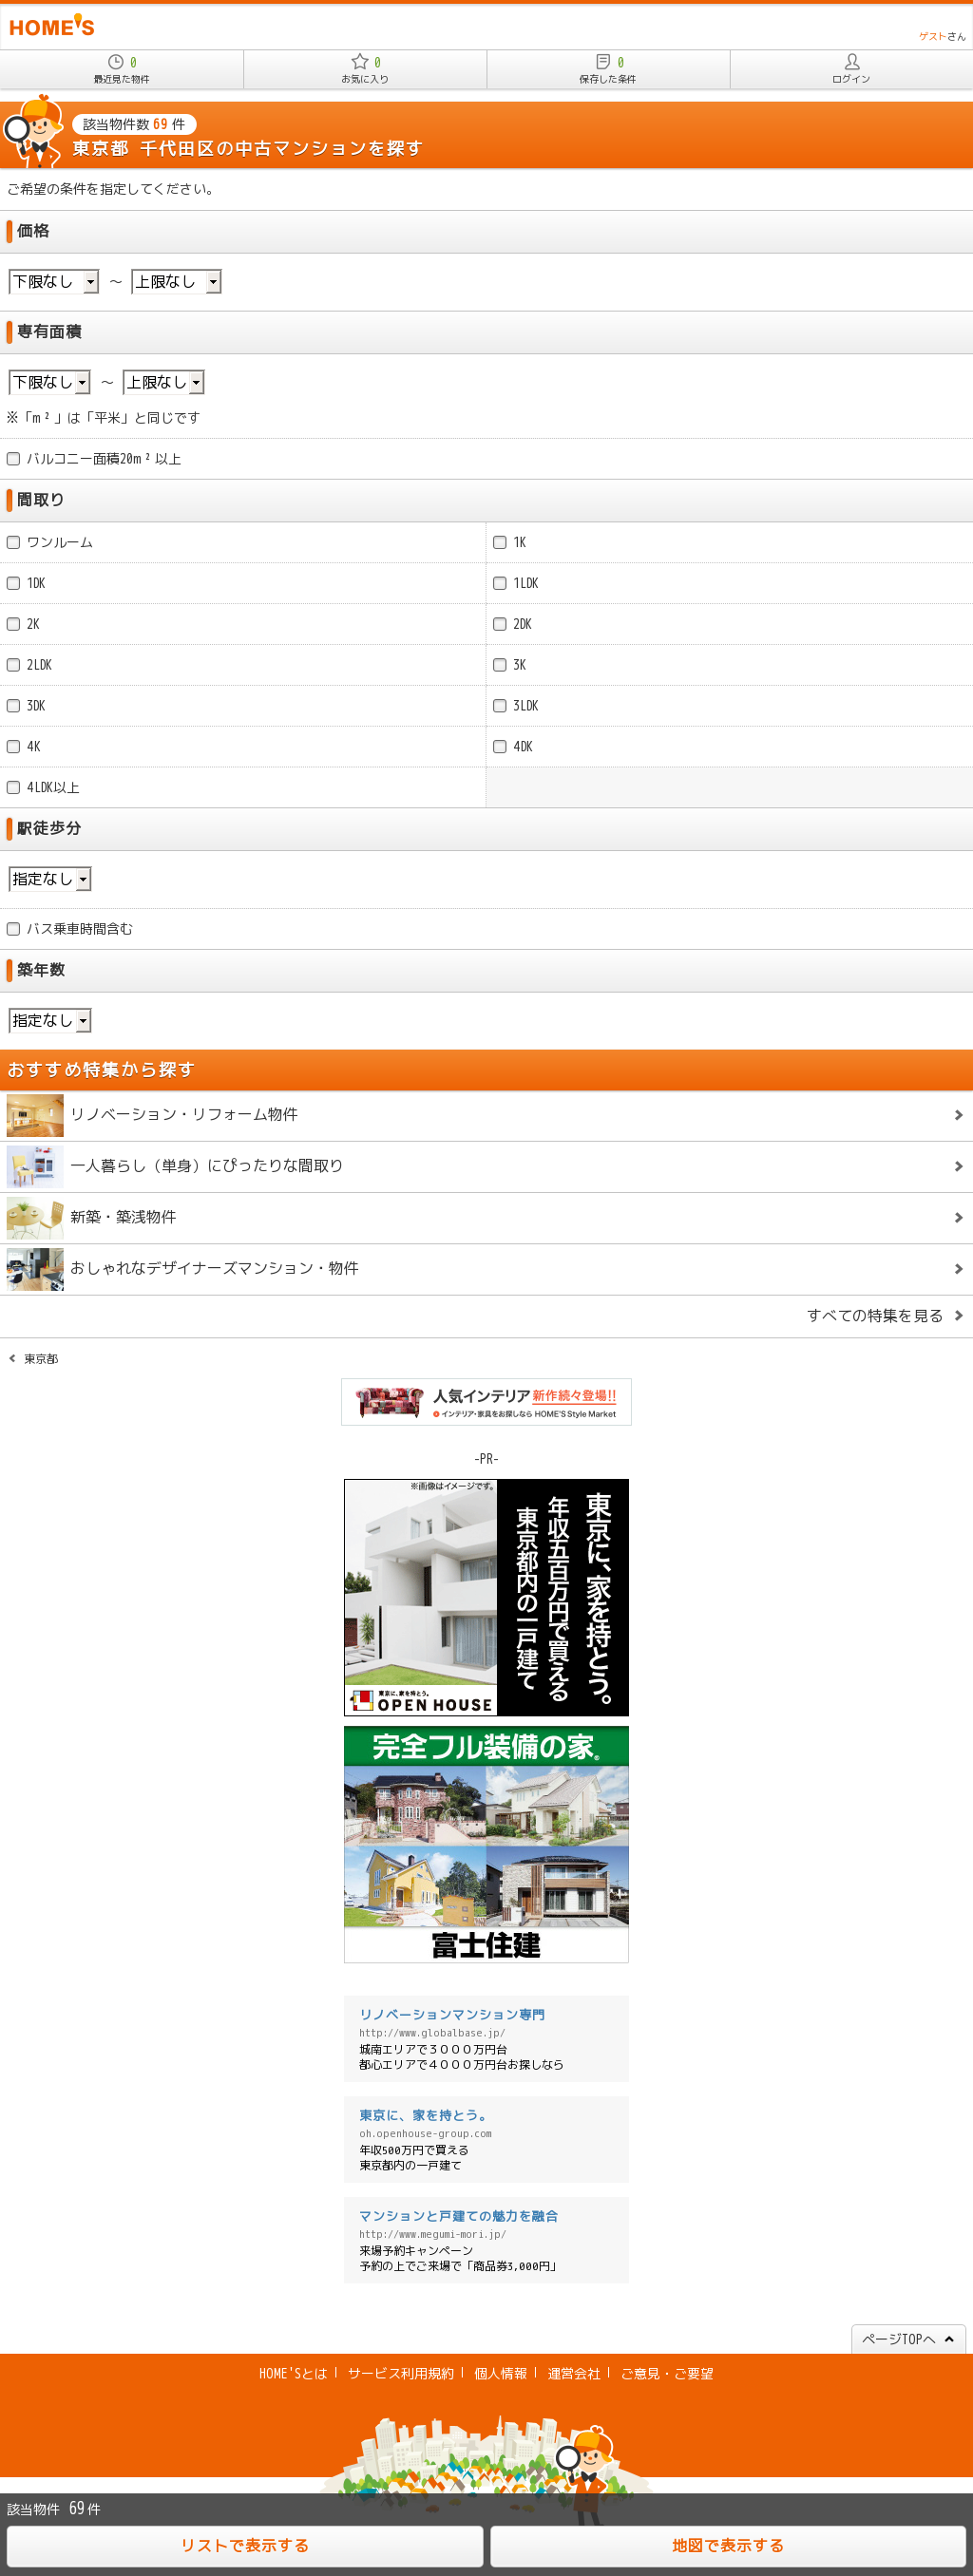 HOME'S
ゲストさん
0
最近見た物件
0
お気に入り
0
保存した条件
ログイン
該当物件数 69 件
東京都 千代田区の中古マンションを探す
ご希望の条件を指定してください。
価格
下限なし ～ 上限なし
専有面積
下限なし ～ 上限なし
※「m²」は「平米」と同じです
バルコニー面積20m²以上
間取り
ワンルーム
1K
1DK
1LDK
2K
2DK
2LDK
3K
3DK
3LDK
4K
4DK
4LDK以上
駅徒歩分
指定なし
バス乗車時間含む
築年数
指定なし
おすすめ特集から探す
リノベーション・リフォーム物件
一人暮らし（単身）にぴったりな間取り
新築・築浅物件
おしゃれなデザイナーズマンション・物件
すべての特集を見る
東京都
人気インテリア新作続々登場!!
インテリア・家具をお探しなら HOME'S Style Market
-PR-
※画像はイメージです。
東京に、家を持とう。
年収五百万円で買える
東京都内の一戸建て
東京に、家を持とう。
OPEN HOUSE
完全フル装備の家®
富士住建
リノベーションマンション専門
http://www.globalbase.jp/
城南エリアで３０００万円台
都心エリアで４０００万円台お探しなら
東京に、家を持とう。
oh.openhouse-group.com
年収500万円で買える
東京都内の一戸建て
マンションと戸建ての魅力を融合
http://www.megumi-mori.jp/
来場予約キャンペーン
予約の上でご来場で「商品券3,000円」
ページTOPへ
HOME'Sとは | サービス利用規約 | 個人情報 | 運営会社 | ご意見・ご要望
該当物件 69 件
リストで表示する
地図で表示する